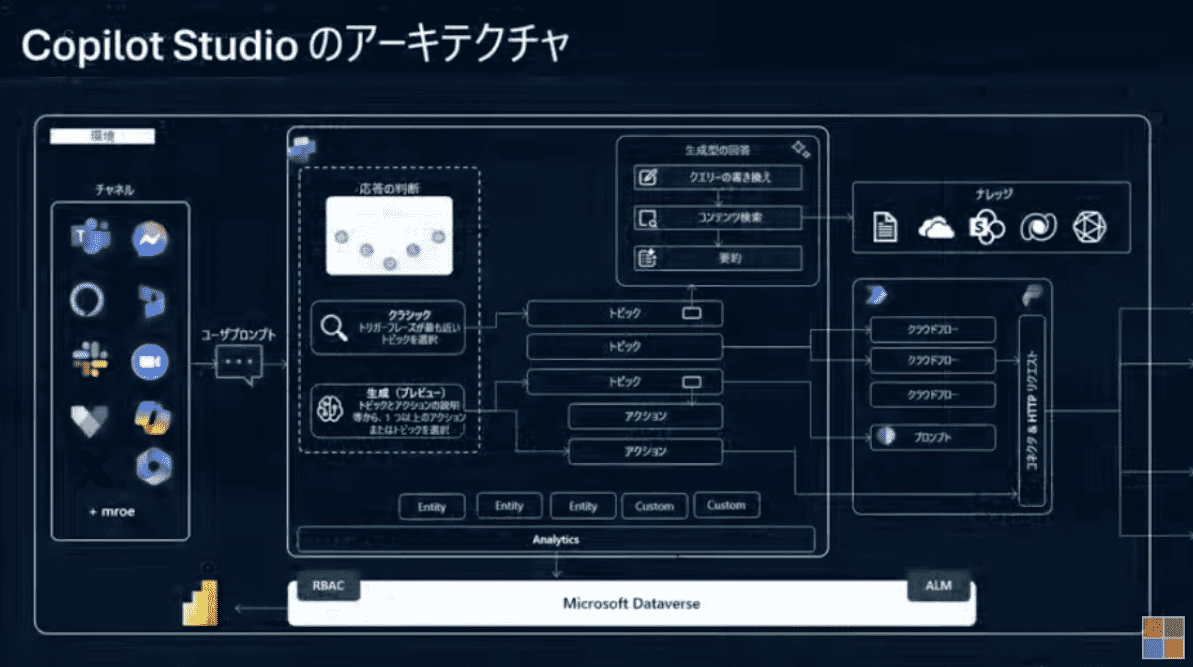 Copilot Studio のアーキテクチャ
環境
チャネル
+ mroe
ユーザプロンプト
応答の判断
クラシック
トリガーフレーズが最も近い
トピックを選択
生成（プレビュー）
トピックとアクションの説明
等から、1 つ以上のアクション
またはトピックを選択
生成型の回答
クエリーの書き換え
コンテンツ検索
要約
トピック
トピック
トピック
アクション
アクション
Entity
Entity
Entity
Custom
Custom
Analytics
ナレッジ
クラウドフロー
クラウドフロー
クラウドフロー
プロンプト
コネクタ & HTTP リクエスト
RBAC
ALM
Microsoft Dataverse